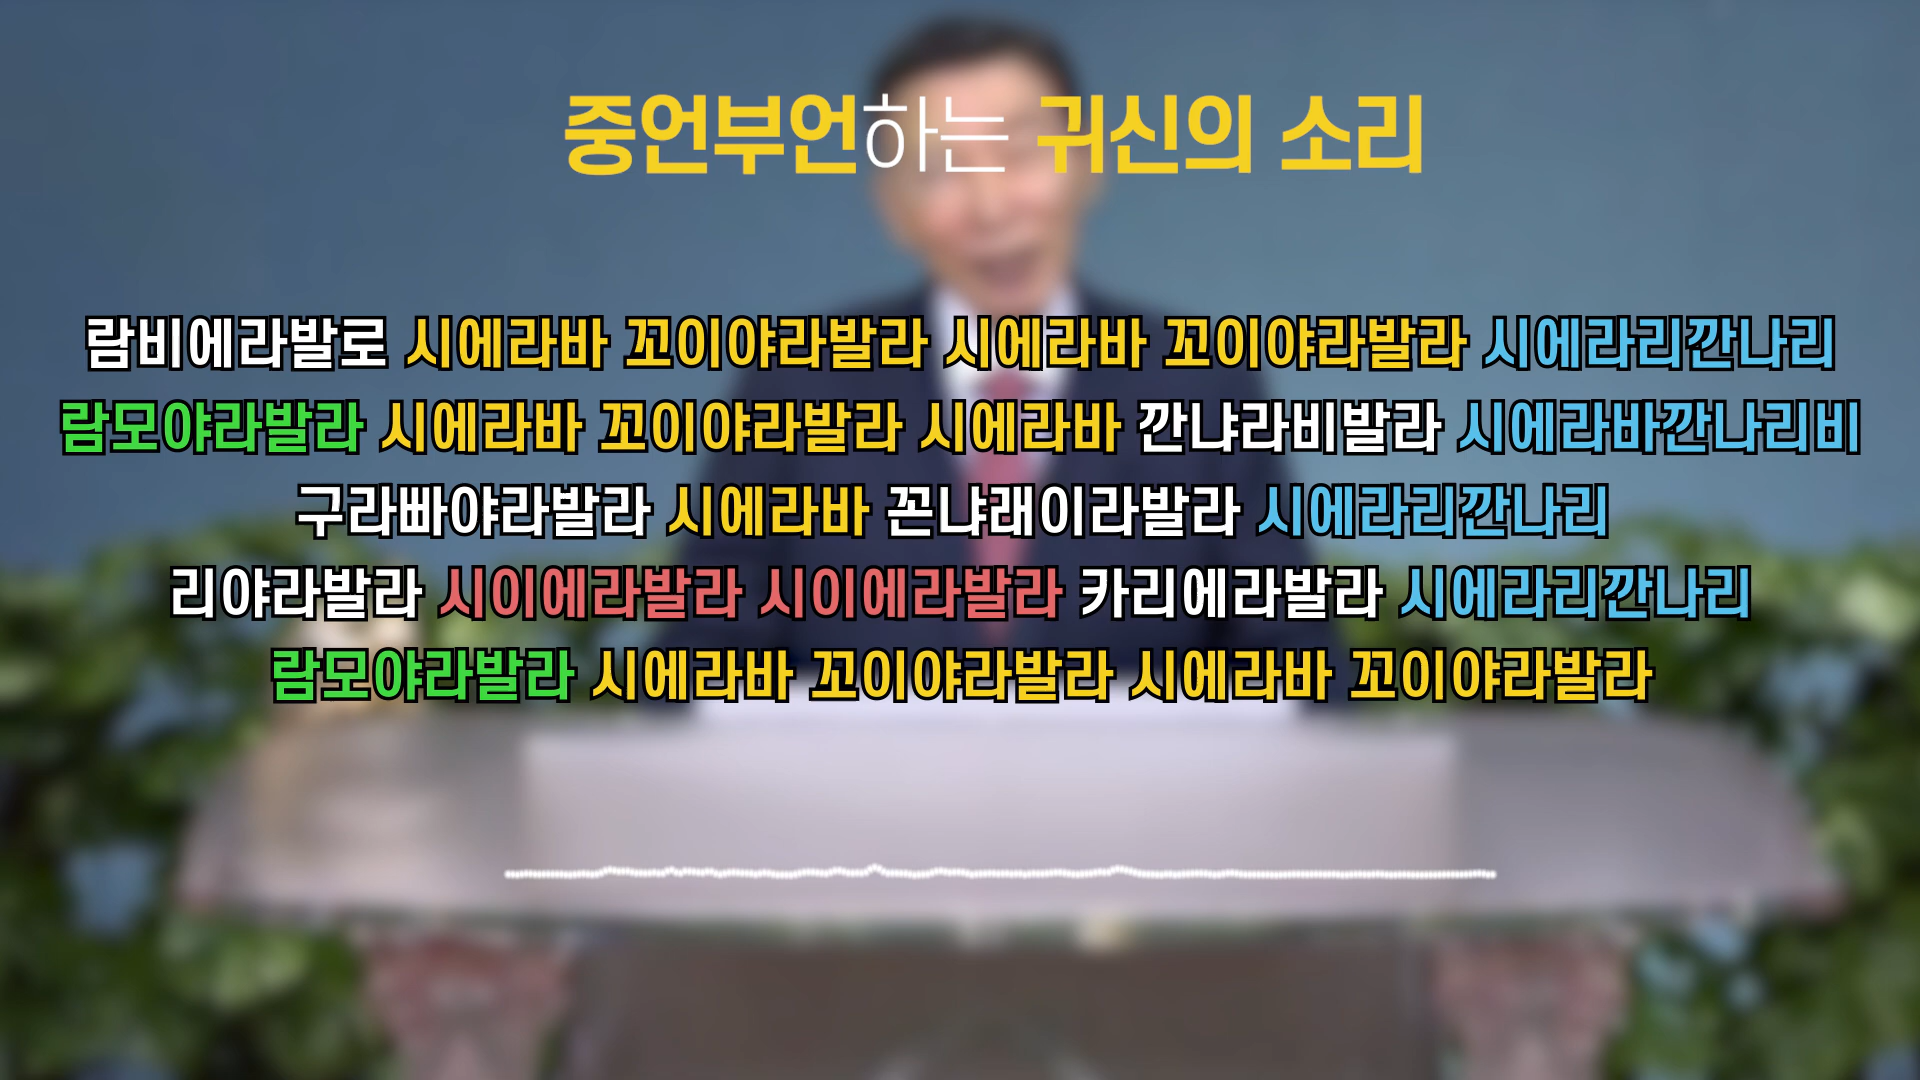 중언부언하는 귀신의 소리
람비에라발로 시에라바 꼬이야라발라 시에라바 꼬이야라발라 시에라리깐나리
람모야라발라 시에라바 꼬이야라발라 시에라바 깐냐라비발라 시에라뱌깐나리비
구라빠야라발라 시에라바 꼰냐래이라발라 시에라리깐나리
리야라발라 시이에라발라 시이에라발라 카리에라발라 시에라리깐나리
람모야라발라 시에라바 꼬이야라발라 시에라바 꼬이야라발라